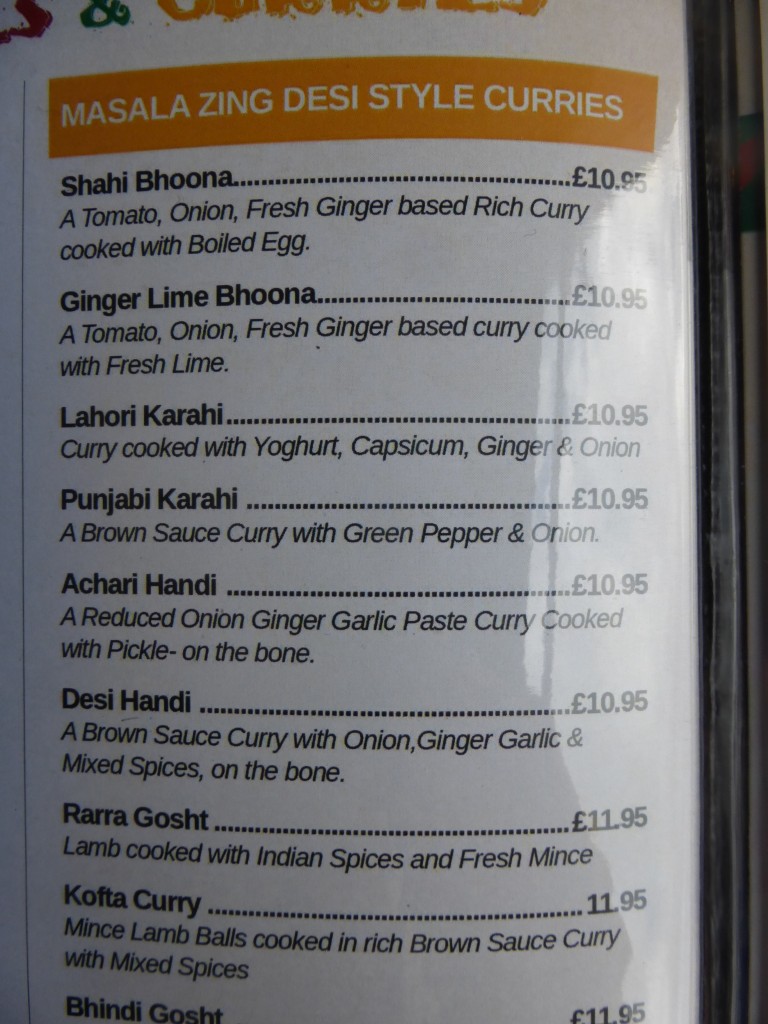 & CURRIES
MASALA ZING DESI STYLE CURRIES
Shahi Bhoona..................................................£10.95
A Tomato, Onion, Fresh Ginger based Rich Curry
cooked with Boiled Egg.
Ginger Lime Bhoona.....................................£10.95
A Tomato, Onion, Fresh Ginger based curry cooked
with Fresh Lime.
Lahori Karahi..................................................£10.95
Curry cooked with Yoghurt, Capsicum, Ginger & Onion
Punjabi Karahi ...............................................£10.95
A Brown Sauce Curry with Green Pepper & Onion.
Achari Handi ..................................................£10.95
A Reduced Onion Ginger Garlic Paste Curry Cooked
with Pickle- on the bone.
Desi Handi ......................................................£10.95
A Brown Sauce Curry with Onion,Ginger Garlic &
Mixed Spices, on the bone.
Rarra Gosht ....................................................£11.95
Lamb cooked with Indian Spices and Fresh Mince
Kofta Curry ...................................................... 11.95
Mince Lamb Balls cooked in rich Brown Sauce Curry
with Mixed Spices
Bhindi Gosht £11.95